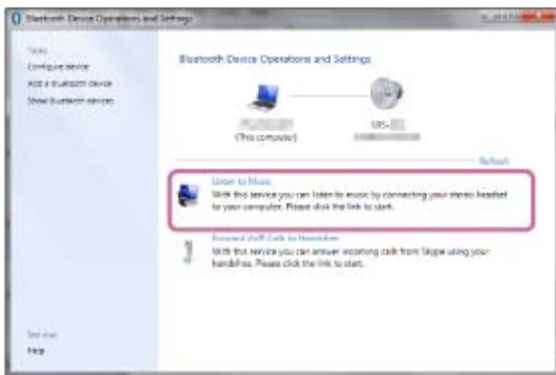 Bluetooth Device Operations and Settings
Tasks
Configure device
Add a Bluetooth device
Show Bluetooth devices
Bluetooth Device Operations and Settings
(This computer)
Refresh
Listen to Music
With this service you can listen to music by connecting your stereo headset
to your computer. Please click the link to start.
Forward VoIP Calls to Handsfree
With this service you can answer incoming calls from Skype using your
handsfree. Please click the link to start.
See also
Help